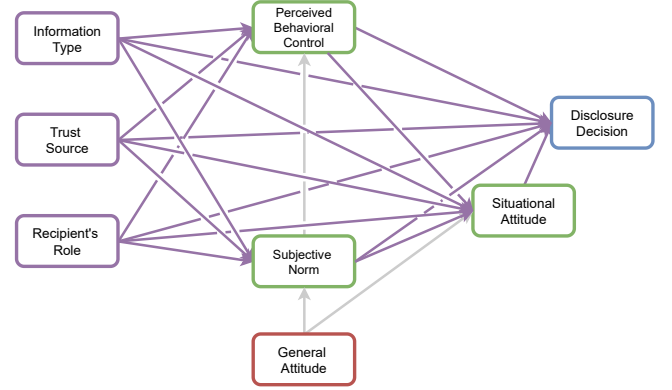 Information
Type
Perceived
Behavioral
Control
Trust
Source
Disclosure
Decision
Recipient's
Role
Situational
Attitude
Subjective
Norm
General
Attitude